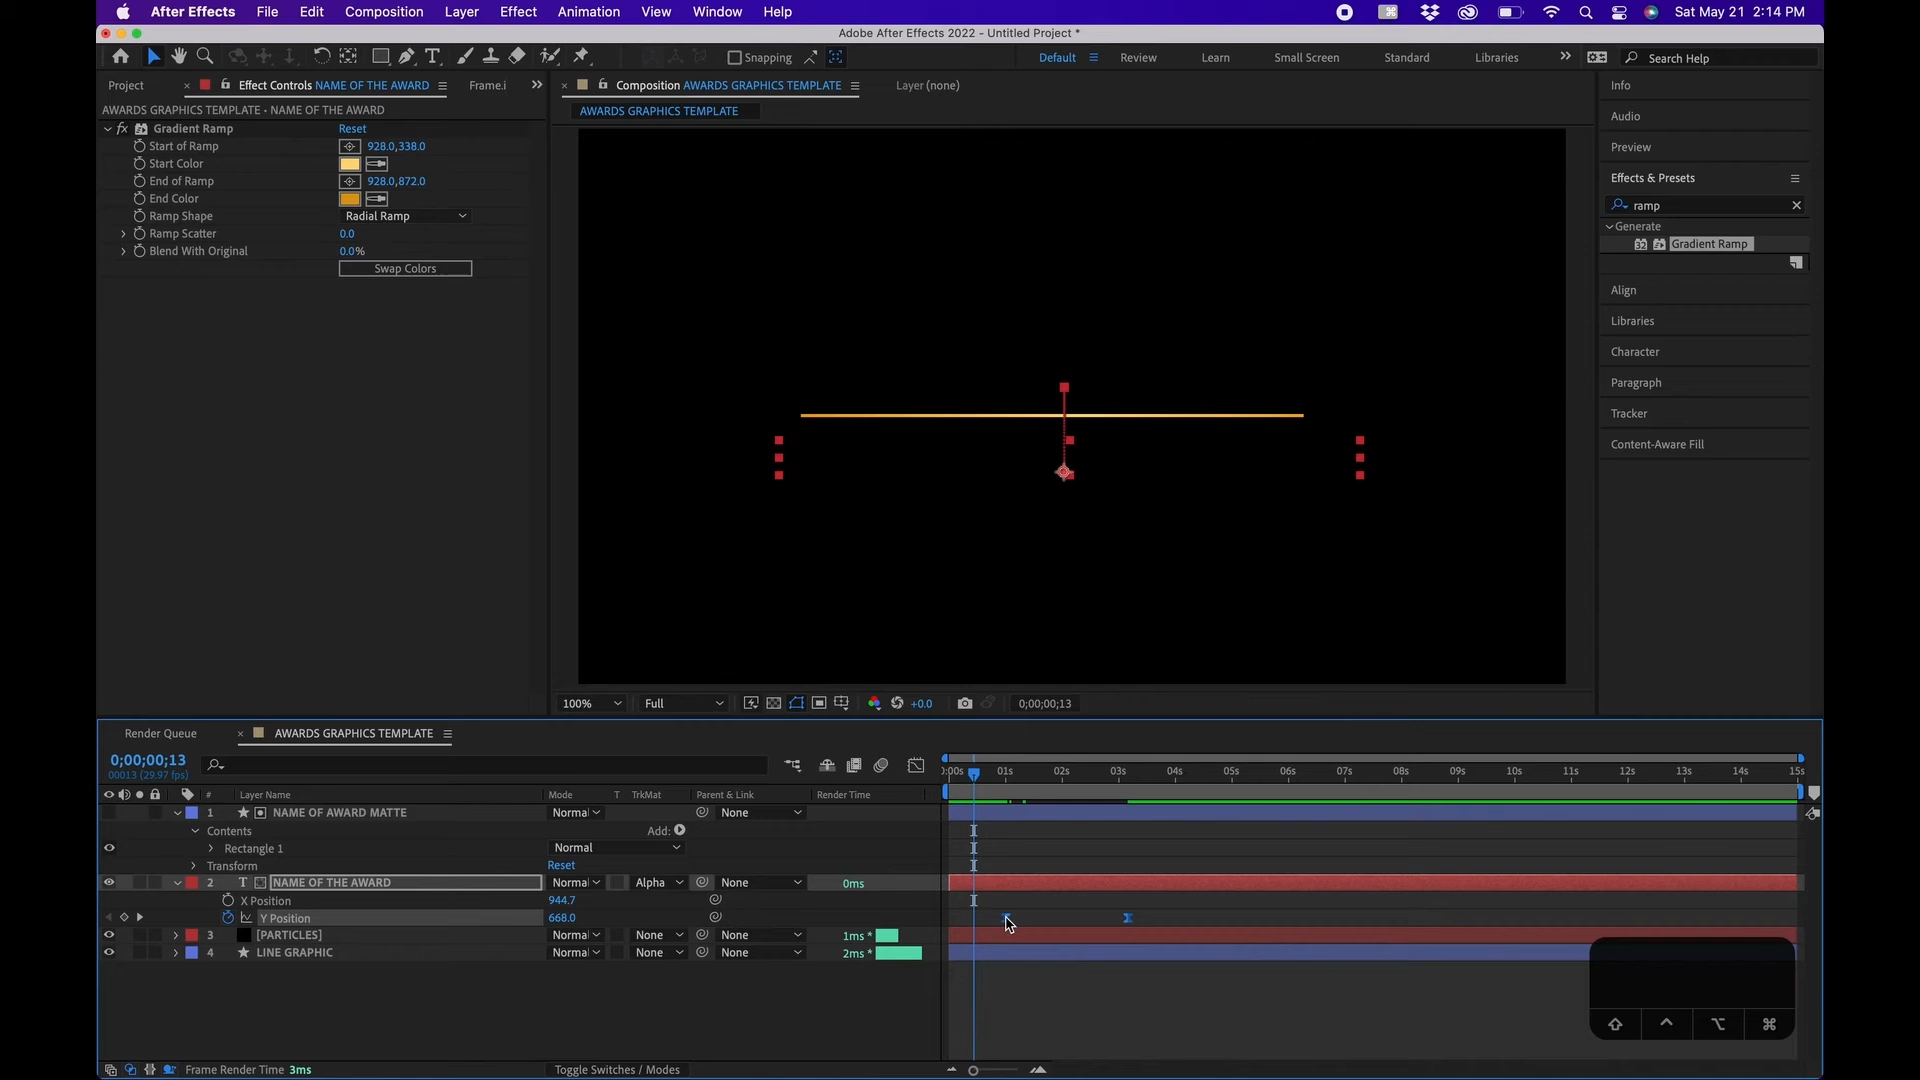 After Effects File Edit Composition Layer Effect Animation View Window Help Sat May 21 2:14 PM
Adobe After Effects 2022 - Untitled Project *
Snapping Default Review Learn Small Screen Standard Libraries Search Help
Project Effect Controls NAME OF THE AWARD Frame.i Composition AWARDS GRAPHICS TEMPLATE Layer (none)
AWARDS GRAPHICS TEMPLATE • NAME OF THE AWARD
AWARDS GRAPHICS TEMPLATE
fx Gradient Ramp Reset
Start of Ramp 928.0,338.0
Start Color
End of Ramp 928.0,872.0
End Color
Ramp Shape Radial Ramp
Ramp Scatter 0.0
Blend With Original 0.0%
Swap Colors
Info
Audio
Preview
Effects & Presets
ramp
Generate
32 Gradient Ramp
Align
Libraries
Character
Paragraph
Tracker
Content-Aware Fill
100% Full +0.0 0;00;00;13
Render Queue AWARDS GRAPHICS TEMPLATE
0;00;00;13
00013 (29.97 fps)
):00s 01s 02s 03s 04s 05s 06s 07s 08s 09s 10s 11s 12s 13s 14s 15s
# Layer Name Mode T TrkMat Parent & Link Render Time
1 NAME OF AWARD MATTE Normal None
Contents Add:
Rectangle 1 Normal
Transform Reset
2 T NAME OF THE AWARD Normal Alpha None 0ms
X Position 944.7
Y Position 668.0
3 [PARTICLES] Normal None None 1ms *
4 LINE GRAPHIC Normal None None 2ms *
Frame Render Time 3ms Toggle Switches / Modes